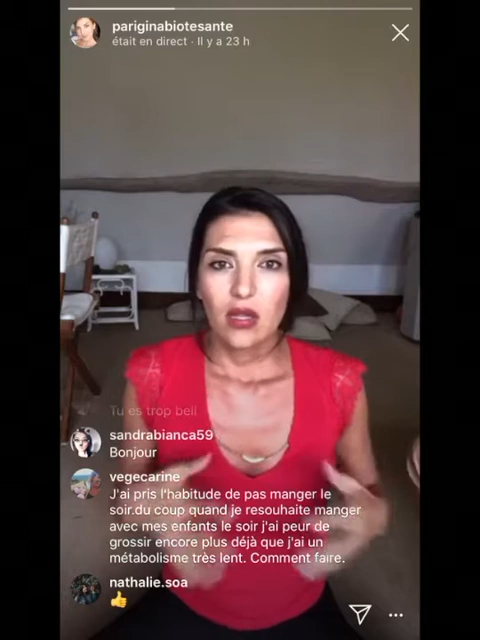 pariginabiotesante
était en direct · Il y a 23 h
Tu es trop bell
sandrabianca59
Bonjour
vegecarine
J'ai pris l'habitude de pas manger le
soir.du coup quand je resouhaite manger
avec mes enfants le soir j'ai peur de
grossir encore plus déjà que j'ai un
métabolisme très lent. Comment faire.
nathalie.soa
👍